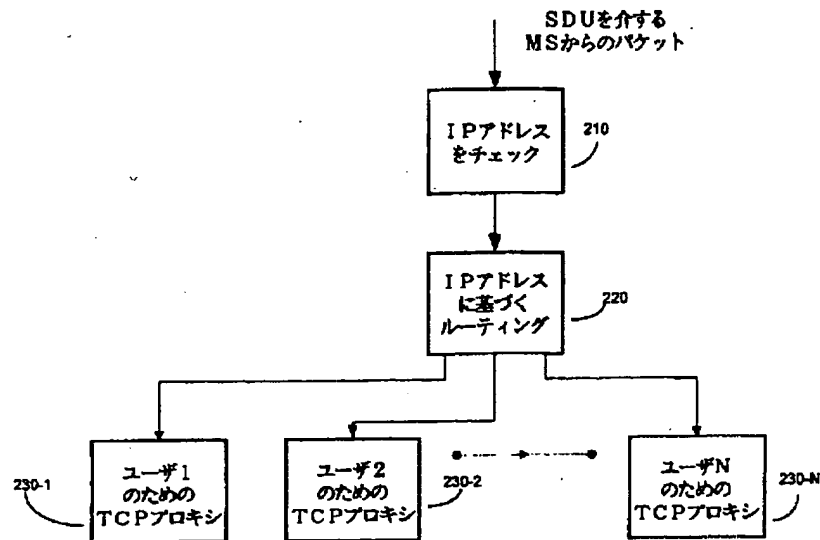 SDUを介する
MSからのパケット
IPアドレス
をチェック
210
IPアドレス
に基づく
ルーティング
220
ユーザ1
のための
TCPプロキシ
230-1
ユーザ2
のための
TCPプロキシ
230-2
ユーザN
のための
TCPプロキシ
230-N